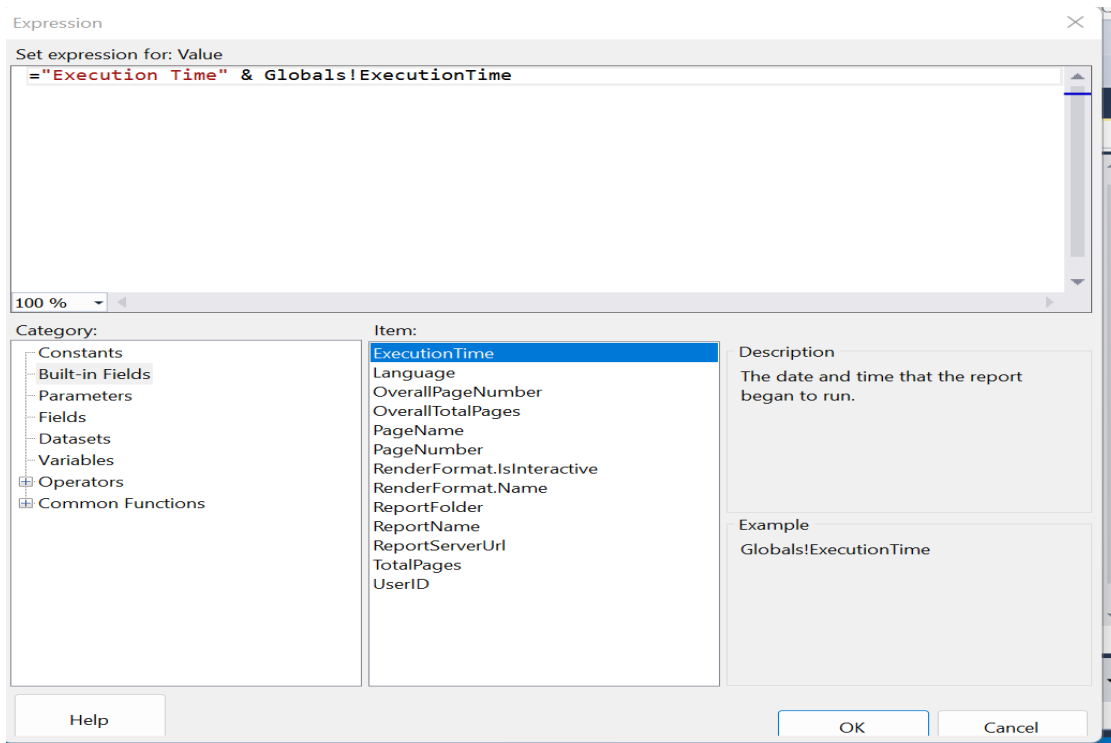 Expression
Set expression for: Value
="Execution Time" & Globals!ExecutionTime
100 %
Category:
Constants
Built-in Fields
Parameters
Fields
Datasets
Variables
Operators
Common Functions
Item:
ExecutionTime
Language
OverallPageNumber
OverallTotalPages
PageName
PageNumber
RenderFormat.IsInteractive
RenderFormat.Name
ReportFolder
ReportName
ReportServerUrl
TotalPages
UserID
Description
The date and time that the report
began to run.
Example
Globals!ExecutionTime
Help
OK
Cancel